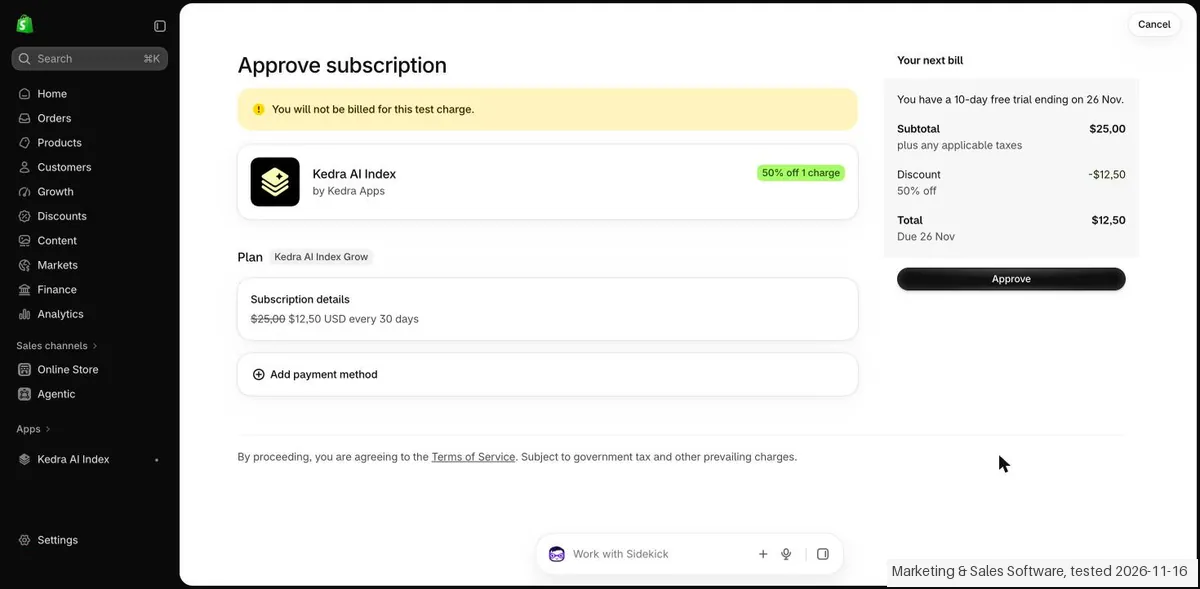 Search
⌘K
Home
Orders
Products
Customers
Growth
Discounts
Content
Markets
Finance
Analytics
Sales channels
Online Store
Agentic
Apps
Kedra AI Index
Settings
Cancel
Approve subscription
You will not be billed for this test charge.
Kedra AI Index
50% off 1 charge
by Kedra Apps
Plan
Kedra AI Index Grow
Subscription details
$25,00 $12,50 USD every 30 days
Add payment method
By proceeding, you are agreeing to the Terms of Service. Subject to government tax and other prevailing charges.
Your next bill
You have a 10-day free trial ending on 26 Nov.
Subtotal $25,00
plus any applicable taxes
Discount -$12,50
50% off
Total $12,50
Due 26 Nov
Approve
Work with Sidekick
Marketing & Sales Software, tested 2026-11-16